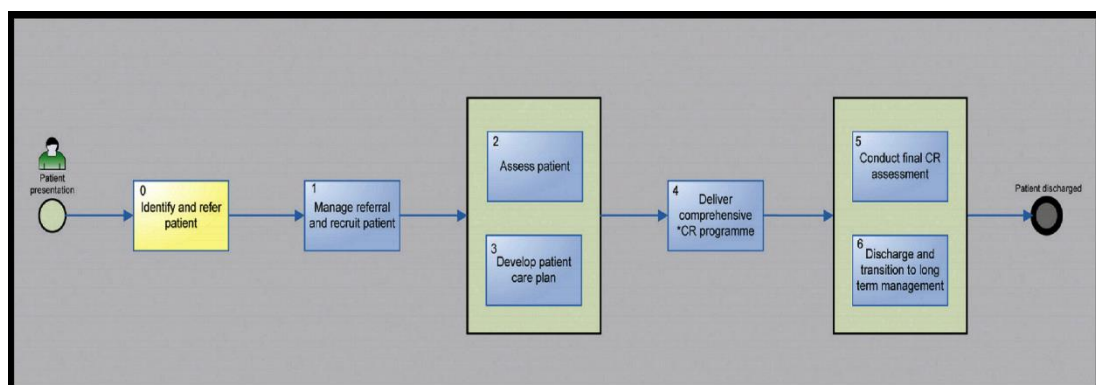 Patient
presentation
0
Identify and refer
patient
1
Manage referral
and recruit patient
2
Assess patient
3
Develop patient
care plan
4
Deliver
comprehensive
*CR programme
5
Conduct final CR
assessment
6
Discharge and
transition to long
term management
Patient discharged